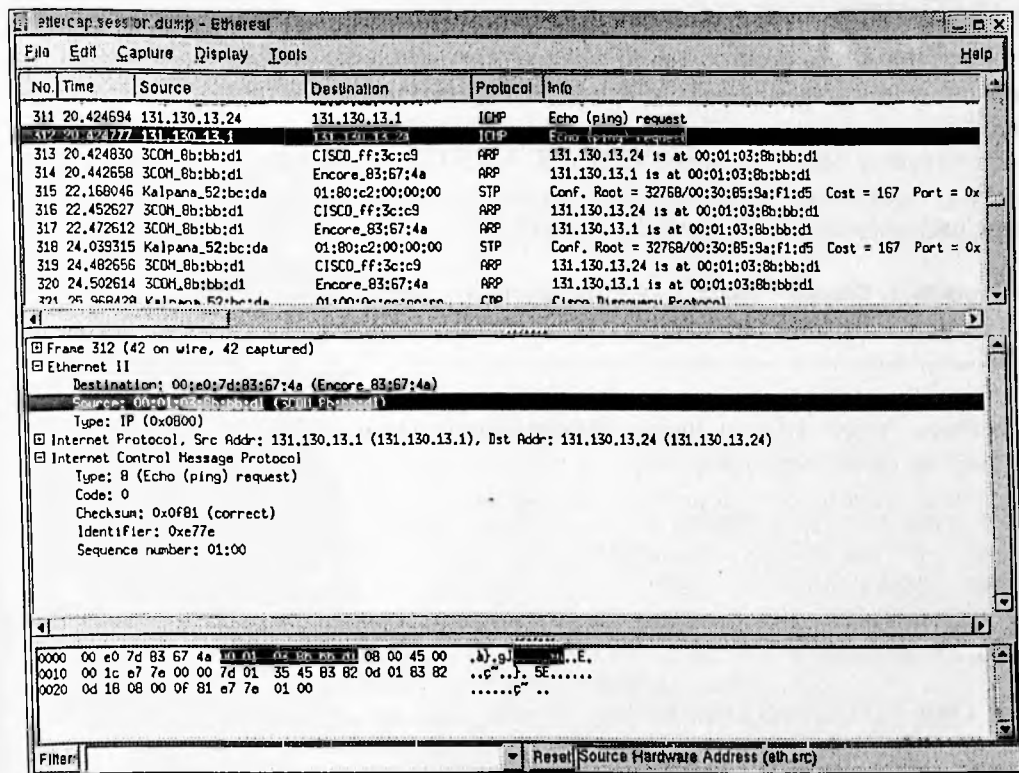 ettercap.session.dump - Ethereal
File Edit Capture Display Tools Help
No. Time Source Destination Protocol Info
311 20.424694 131.130.13.24 131.130.13.1 ICMP Echo (ping) request
312 20.424777 131.130.13.1 131.130.13.24 ICMP Echo (ping) request
313 20.424830 3COM_8b:bb:d1 CISCO_ff:3c:c9 ARP 131.130.13.24 is at 00:01:03:8b:bb:d1
314 20.442658 3COM_8b:bb:d1 Encore_83:67:4a ARP 131.130.13.1 is at 00:01:03:8b:bb:d1
315 22.168046 Kalpana_52:bc:da 01:80:c2:00:00:00 STP Conf. Root = 32768/00:30:85:9a:f1:d5 Cost = 167 Port = 0x
316 22.452627 3COM_8b:bb:d1 CISCO_ff:3c:c9 ARP 131.130.13.24 is at 00:01:03:8b:bb:d1
317 22.472612 3COM_8b:bb:d1 Encore_83:67:4a ARP 131.130.13.1 is at 00:01:03:8b:bb:d1
318 24.039315 Kalpana_52:bc:da 01:80:c2:00:00:00 STP Conf. Root = 32768/00:30:85:9a:f1:d5 Cost = 167 Port = 0x
319 24.482656 3COM_8b:bb:d1 CISCO_ff:3c:c9 ARP 131.130.13.24 is at 00:01:03:8b:bb:d1
320 24.502614 3COM_8b:bb:d1 Encore_83:67:4a ARP 131.130.13.1 is at 00:01:03:8b:bb:d1
321 25.968429 Kalpana_52:bc:da 01:00:0c:cc:cc:cc CDP Cisco Discovery Protocol
Frame 312 (42 on wire, 42 captured)
Ethernet II
Destination: 00:e0:7d:83:67:4a (Encore_83:67:4a)
Source: 00:01:03:8b:bb:d1 (3COM_8b:bb:d1)
Type: IP (0x0800)
Internet Protocol, Src Addr: 131.130.13.1 (131.130.13.1), Dst Addr: 131.130.13.24 (131.130.13.24)
Internet Control Message Protocol
Type: 8 (Echo (ping) request)
Code: 0
Checksum: 0x0f81 (correct)
Identifier: 0xe77e
Sequence number: 01:00
0000 00 e0 7d 83 67 4a 00 01 03 8b bb d1 08 00 45 00 .à}.gJ
..E.
0010 00 1c e7 7e 00 00 7d 01 35 45 83 82 0d 01 83 82 ..ç~..}. 5E......
0020 0d 18 08 00 0f 81 e7 7e 01 00 ......ç~ ..
Filter: Reset Source Hardware Address (eth.src)